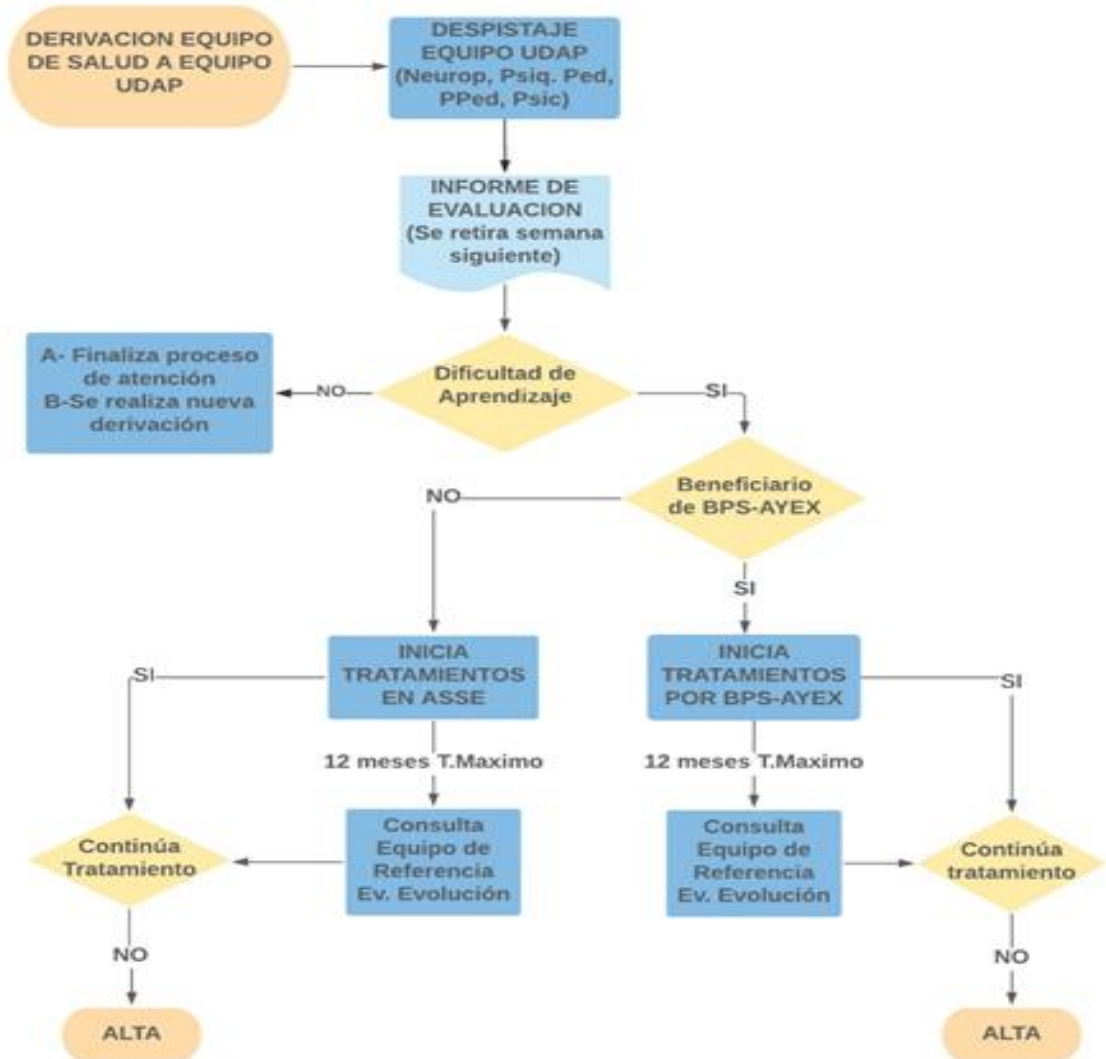 DERIVACION EQUIPO
DE SALUD A EQUIPO
UDAP
DESPISTAJE
EQUIPO UDAP
(Neurop, Psiq. Ped,
PPed, Psic)
INFORME DE
EVALUACION
(Se retira semana
siguiente)
Dificultad de
Aprendizaje
NO
A- Finaliza proceso
de atención
B-Se realiza nueva
derivación
SI
Beneficiario
de BPS-AYEX
NO
SI
INICIA
TRATAMIENTOS
EN ASSE
INICIA
TRATAMIENTOS
POR BPS-AYEX
SI
SI
12 meses T.Maximo
12 meses T.Maximo
Continúa
Tratamiento
Consulta
Equipo de
Referencia
Ev. Evolución
Consulta
Equipo de
Referencia
Ev. Evolución
Continúa
tratamiento
NO
NO
ALTA
ALTA